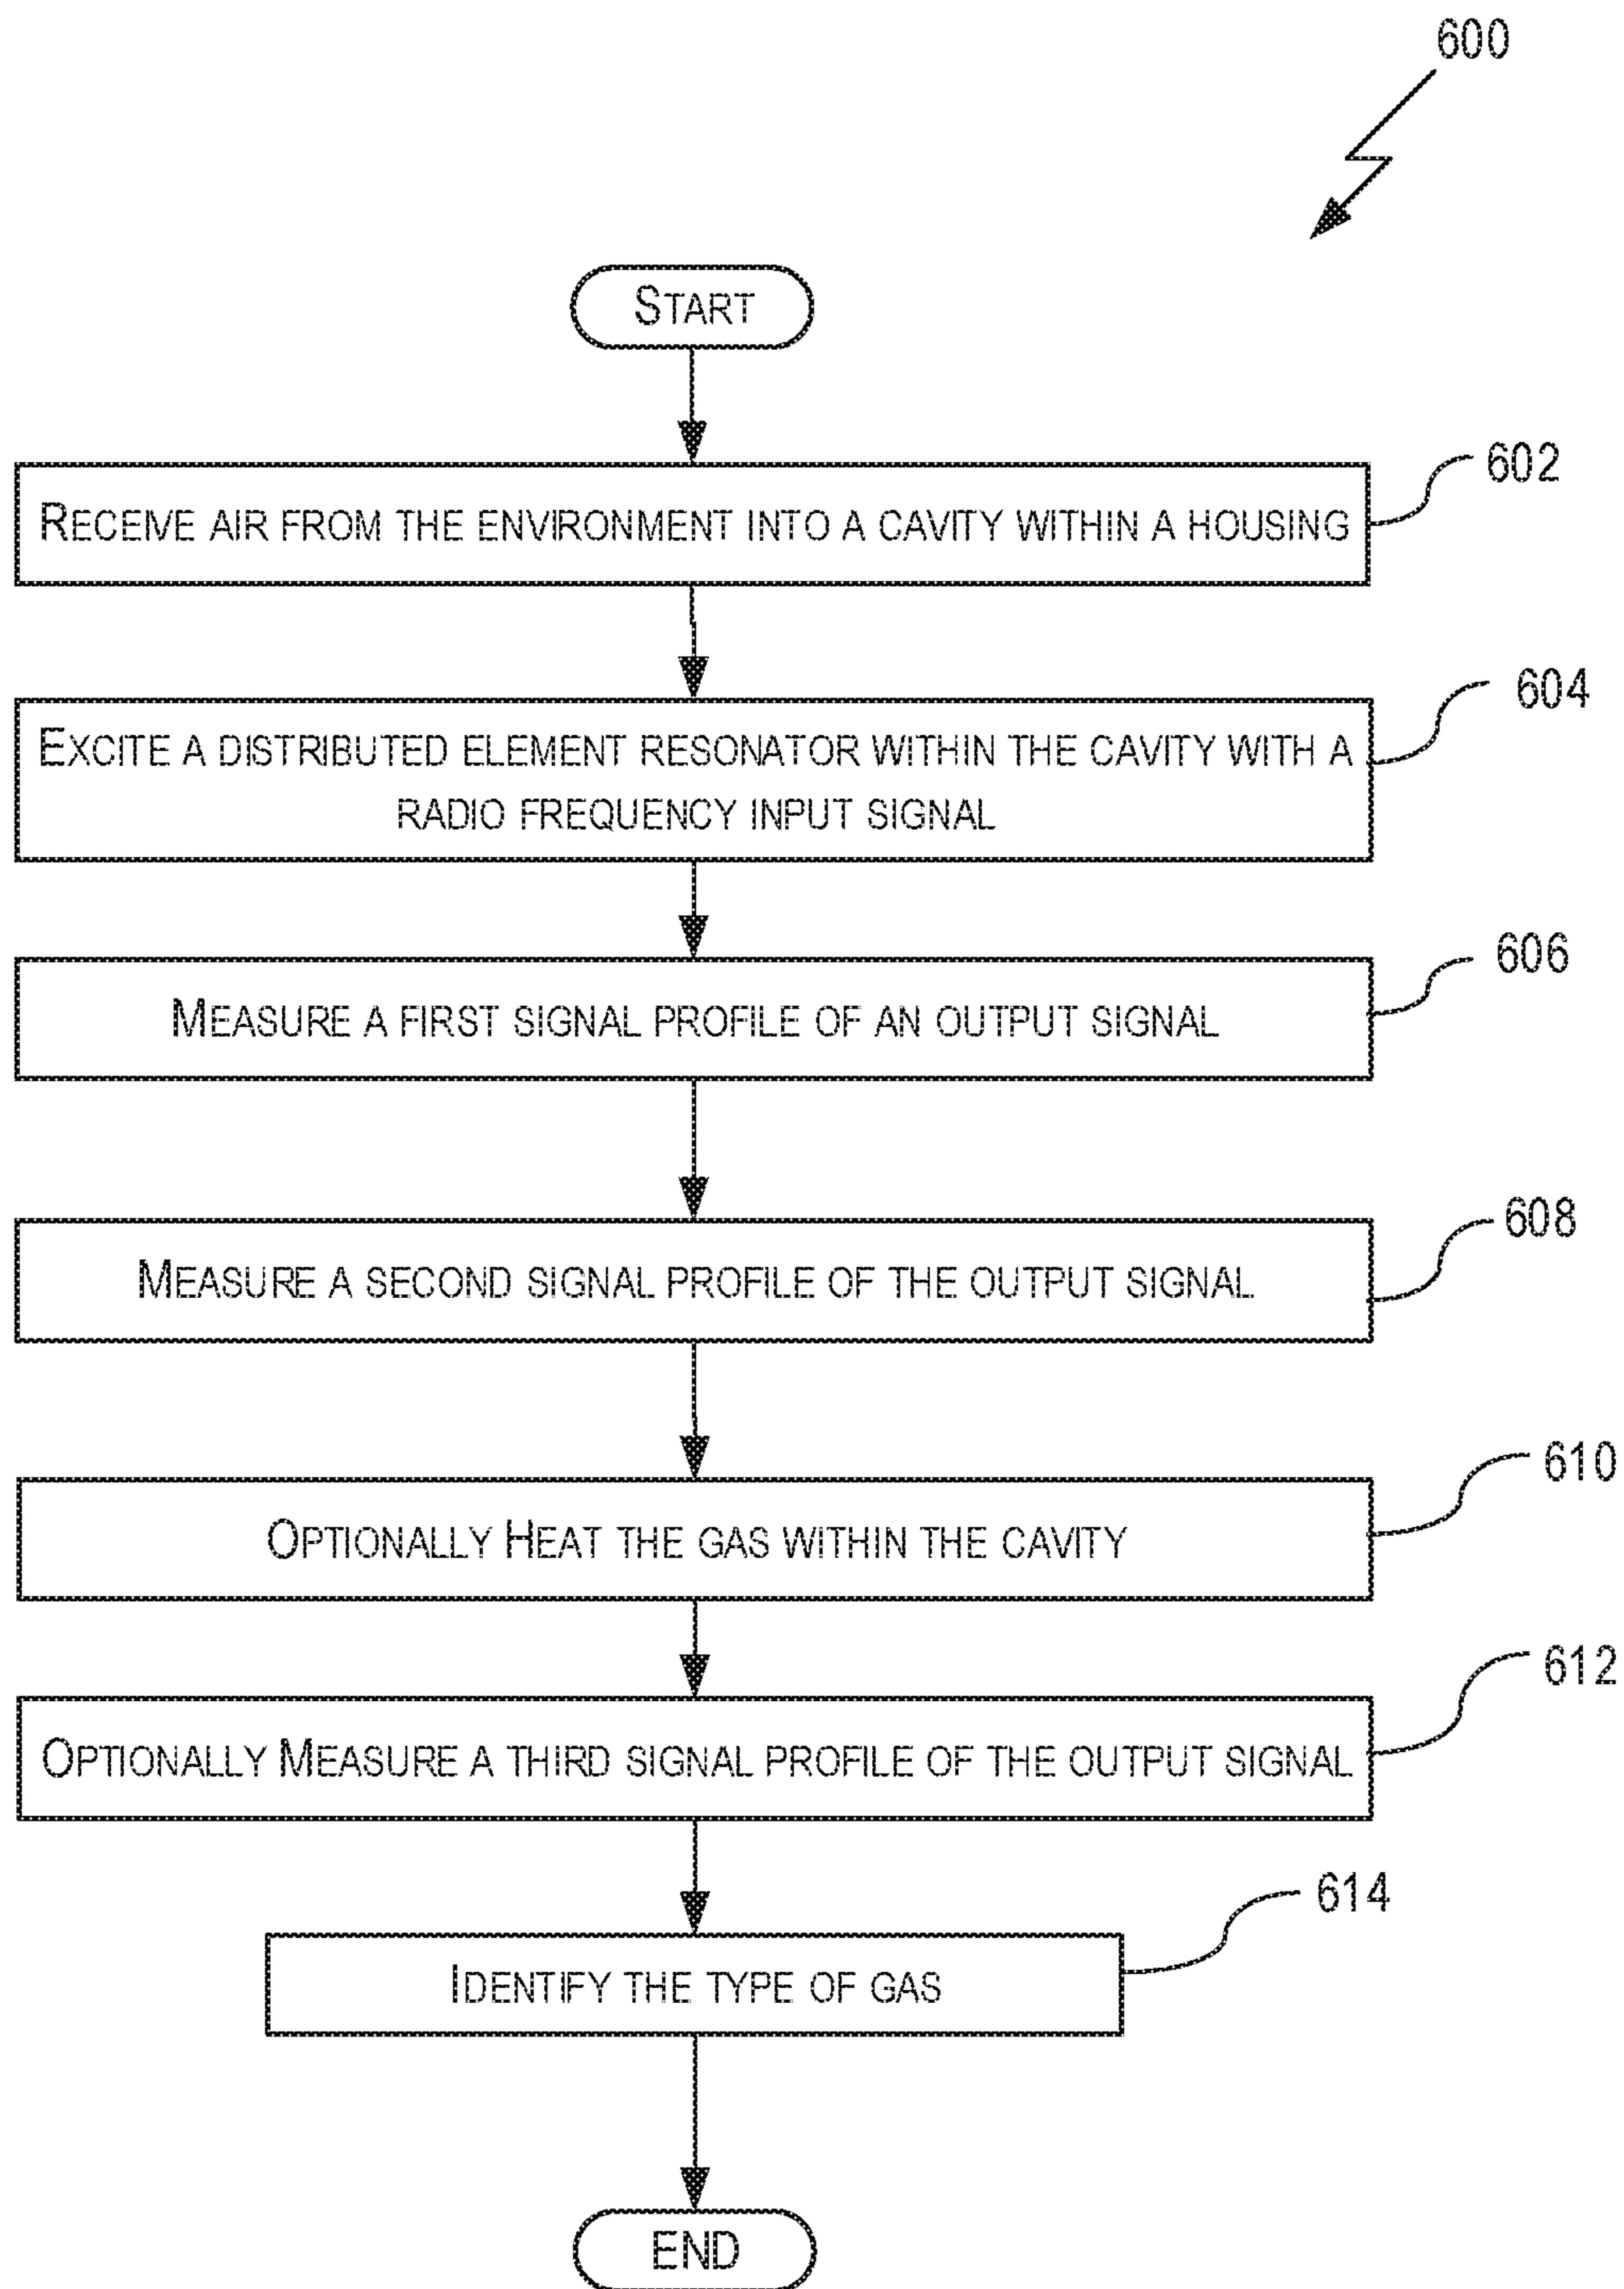 600
START
RECEIVE AIR FROM THE ENVIRONMENT INTO A CAVITY WITHIN A HOUSING
602
EXCITE A DISTRIBUTED ELEMENT RESONATOR WITHIN THE CAVITY WITH A
RADIO FREQUENCY INPUT SIGNAL
604
MEASURE A FIRST SIGNAL PROFILE OF AN OUTPUT SIGNAL
606
MEASURE A SECOND SIGNAL PROFILE OF THE OUTPUT SIGNAL
608
OPTIONALLY HEAT THE GAS WITHIN THE CAVITY
610
OPTIONALLY MEASURE A THIRD SIGNAL PROFILE OF THE OUTPUT SIGNAL
612
IDENTIFY THE TYPE OF GAS
614
END